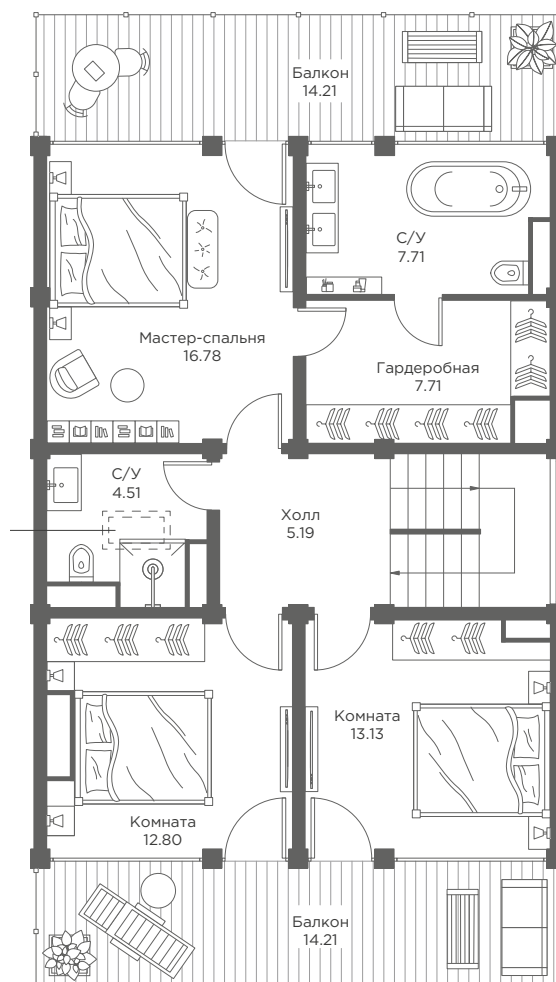 Балкон
14.21
С/У
7.71
Мастер-спальня
16.78
Гардеробная
7.71
С/У
4.51
Холл
5.19
Комната
13.13
Комната
12.80
Балкон
14.21